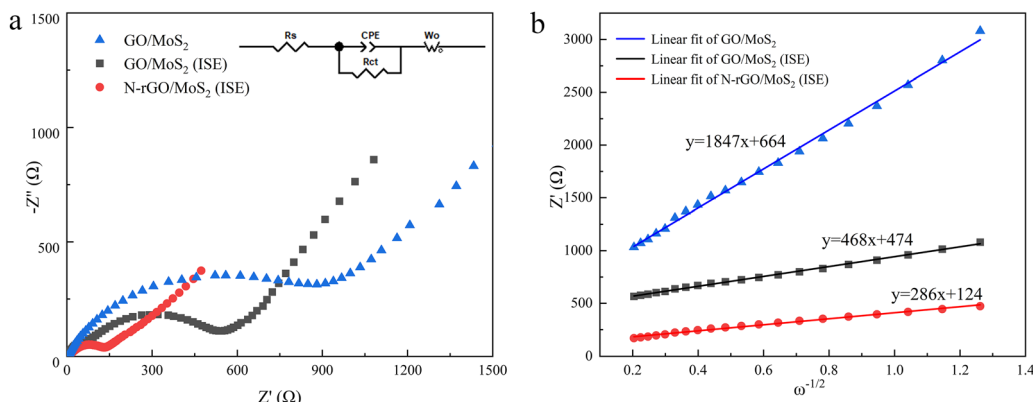 a
1500
1000
500
0
0
300
600
900
1200
1500
-Z'' (Ω)
Z' (Ω)
GO/MoS₂
GO/MoS₂ (ISE)
N-rGO/MoS₂ (ISE)
Rs
CPE
Wo
Rct
b
3000
2500
2000
1500
1000
500
0
0.2
0.4
0.6
0.8
1.0
1.2
1.4
Z' (Ω)
ω⁻¹/²
Linear fit of GO/MoS₂
Linear fit of GO/MoS₂ (ISE)
Linear fit of N-rGO/MoS₂ (ISE)
y=1847x+664
y=468x+474
y=286x+124